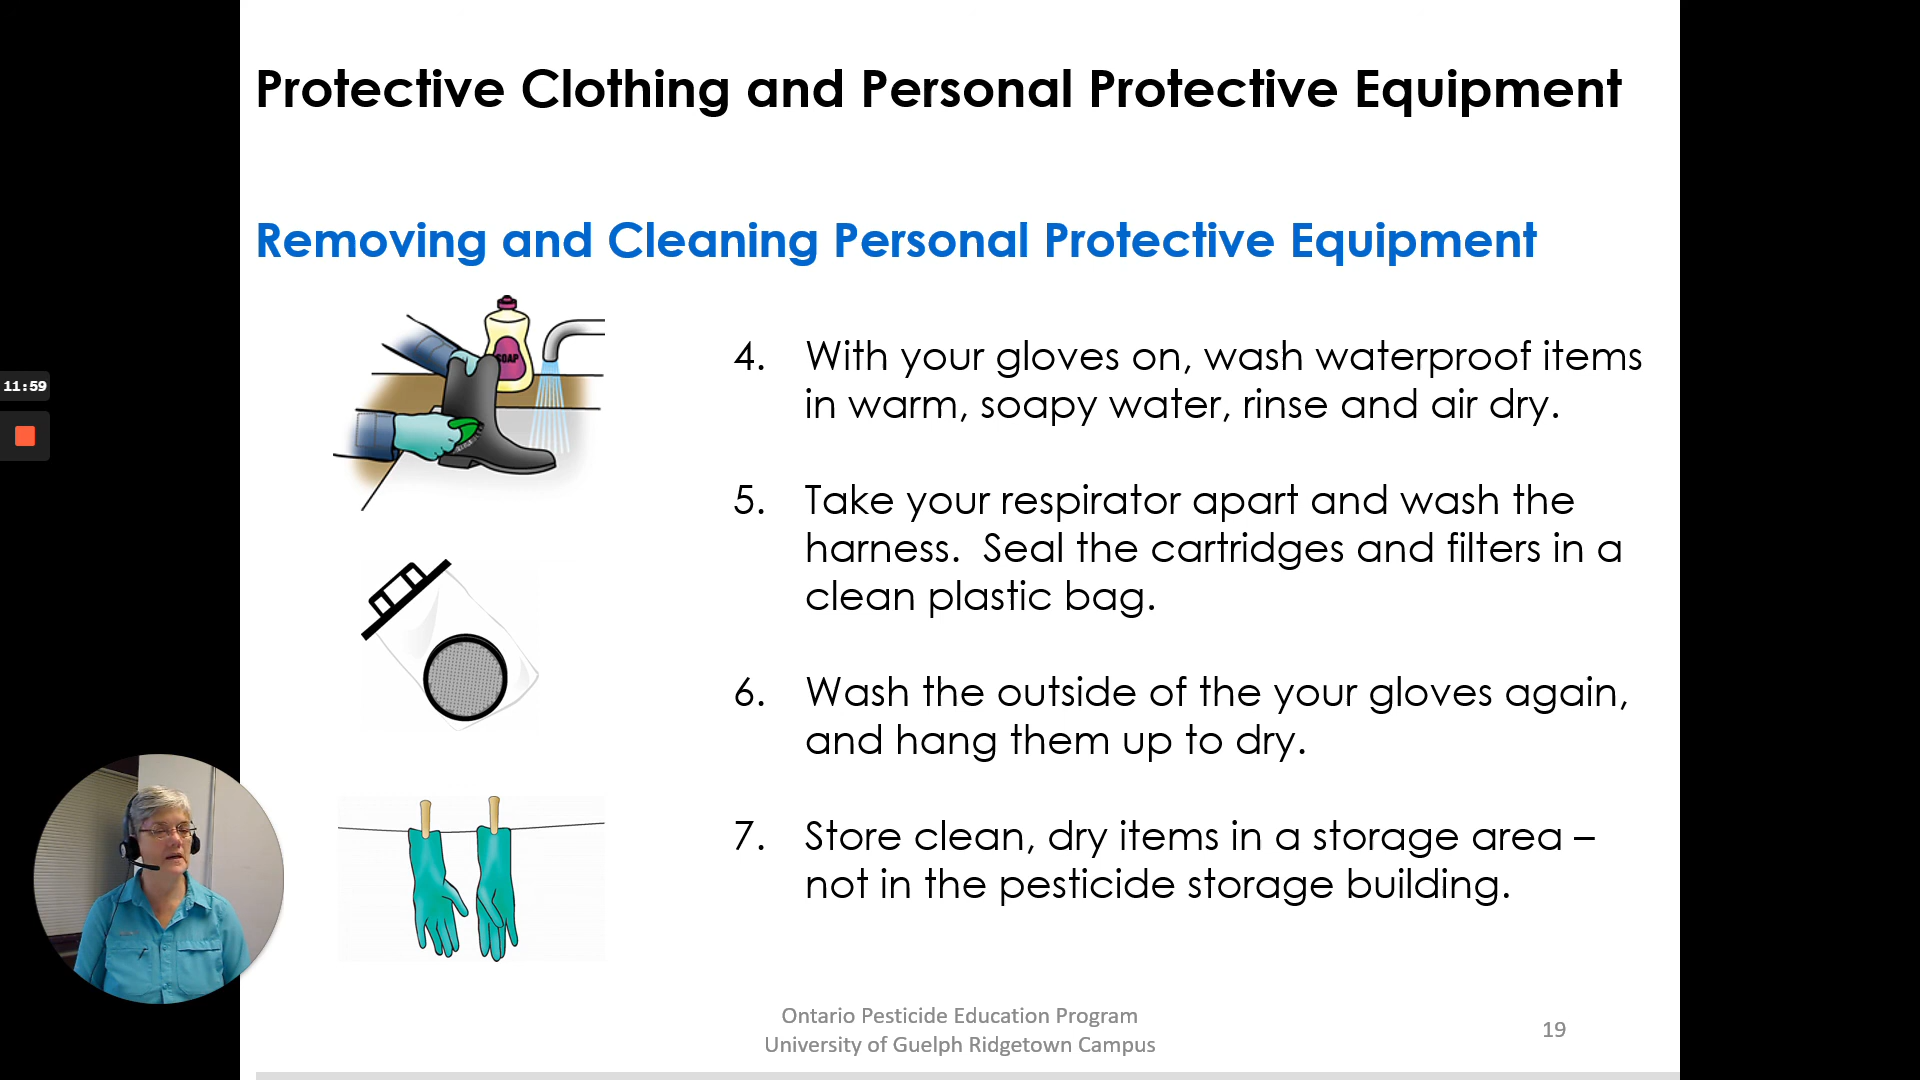 Protective Clothing and Personal Protective Equipment
Removing and Cleaning Personal Protective Equipment
SOAP
4. With your gloves on, wash waterproof items
in warm, soapy water, rinse and air dry.
11:59
5. Take your respirator apart and wash the
harness. Seal the cartridges and filters in a
clean plastic bag.
6. Wash the outside of the your gloves again,
and hang them up to dry.
7. Store clean, dry items in a storage area –
not in the pesticide storage building.
Ontario Pesticide Education Program
University of Guelph Ridgetown Campus
19